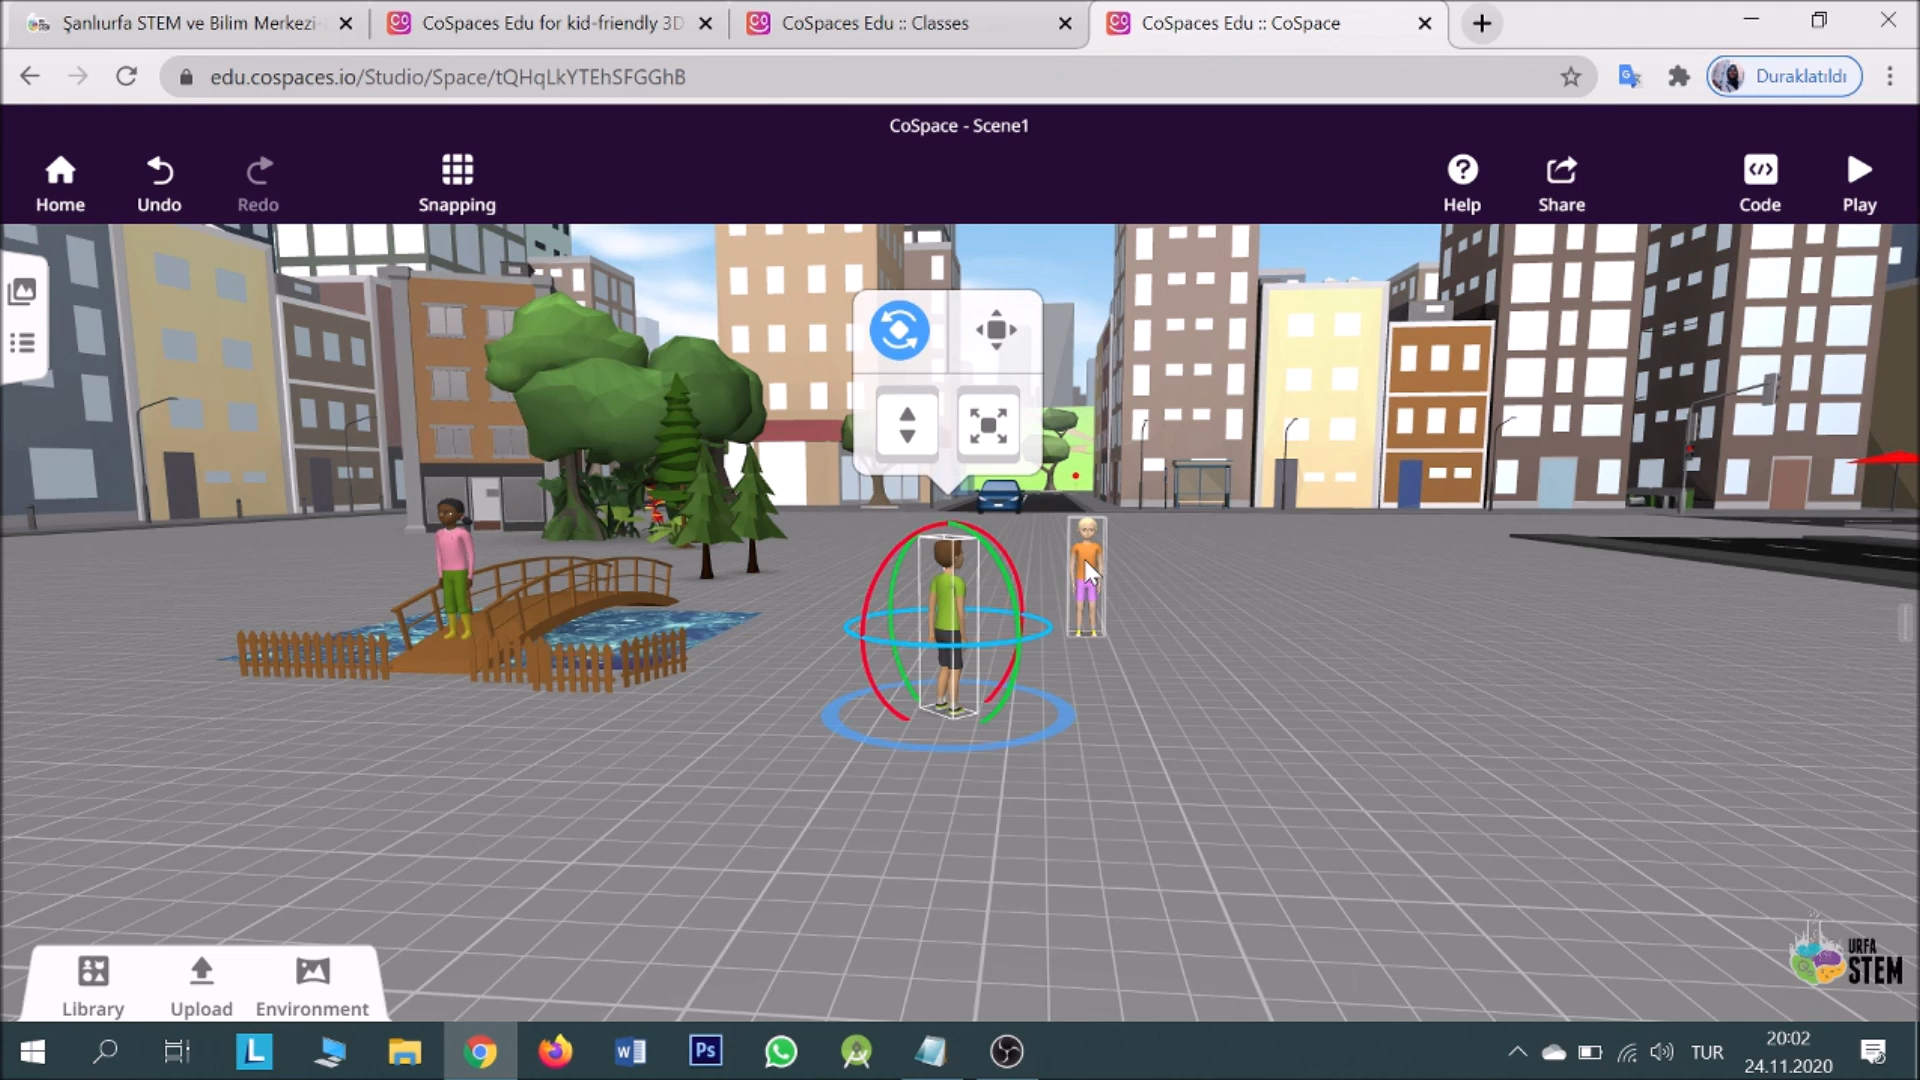 Şanlıurfa STEM ve Bilim Merkezi-
CoSpaces Edu for kid-friendly 3D
CoSpaces Edu :: Classes
CoSpaces Edu :: CoSpace
edu.cospaces.io/Studio/Space/tQHqLkYTEhSFGGhB
Duraklatıldı
CoSpace - Scene1
Home
Undo
Redo
Snapping
Help
Share
Code
Play
URFA
STEM
Library
Upload
Environment
L
W
Ps
TUR
20:02
24.11.2020